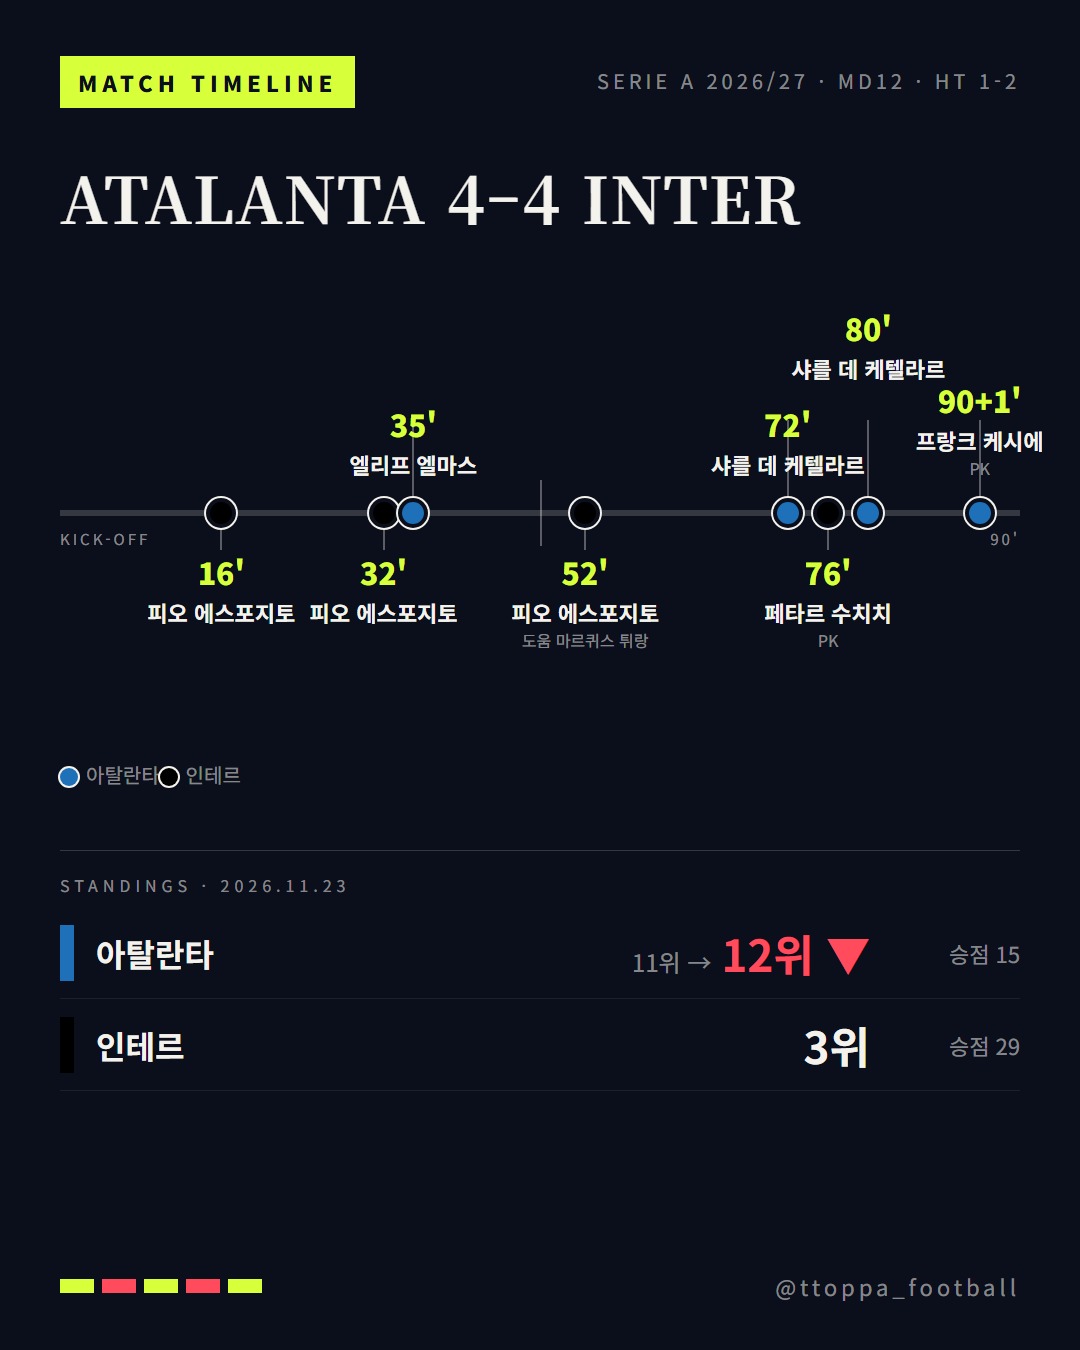 MATCH TIMELINE
SERIE A 2026/27 · MD12 · HT 1-2
ATALANTA 4–4 INTER
80'
샤를 데 케텔라르
90+1'
프랑크 케시에
PK
35'
엘리프 엘마스
72'
샤를 데 케텔라르
KICK-OFF
90'
16'
피오 에스포지토
32'
피오 에스포지토
52'
피오 에스포지토
도움 마르퀴스 튀랑
76'
페타르 수치치
PK
아탈란타 인테르
STANDINGS · 2026.11.23
아탈란타 11위 → 12위 ▼ 승점 15
인테르 3위 승점 29
@ttoppa_football